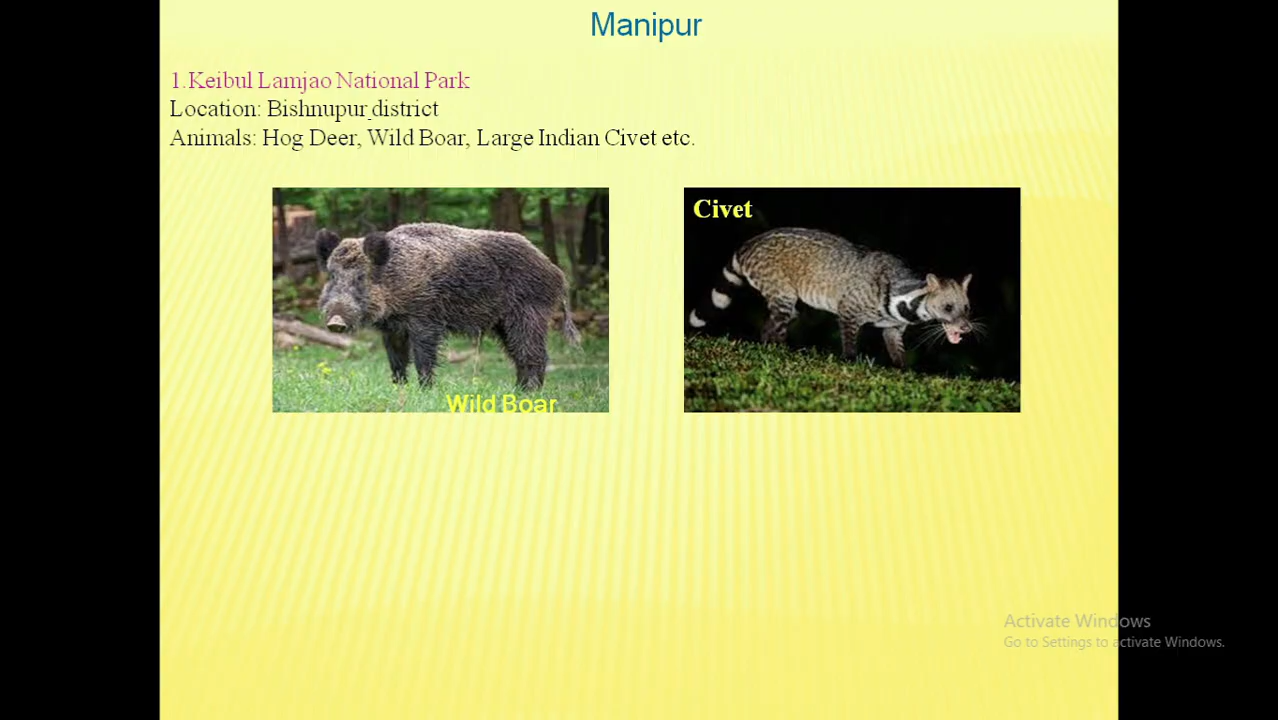 Manipur
1.Keibul Lamjao National Park
Location: Bishnupur district
Animals: Hog Deer, Wild Boar, Large Indian Civet etc.
Civet
Wild Boar
Activate Windows
Go to Settings to activate Windows.